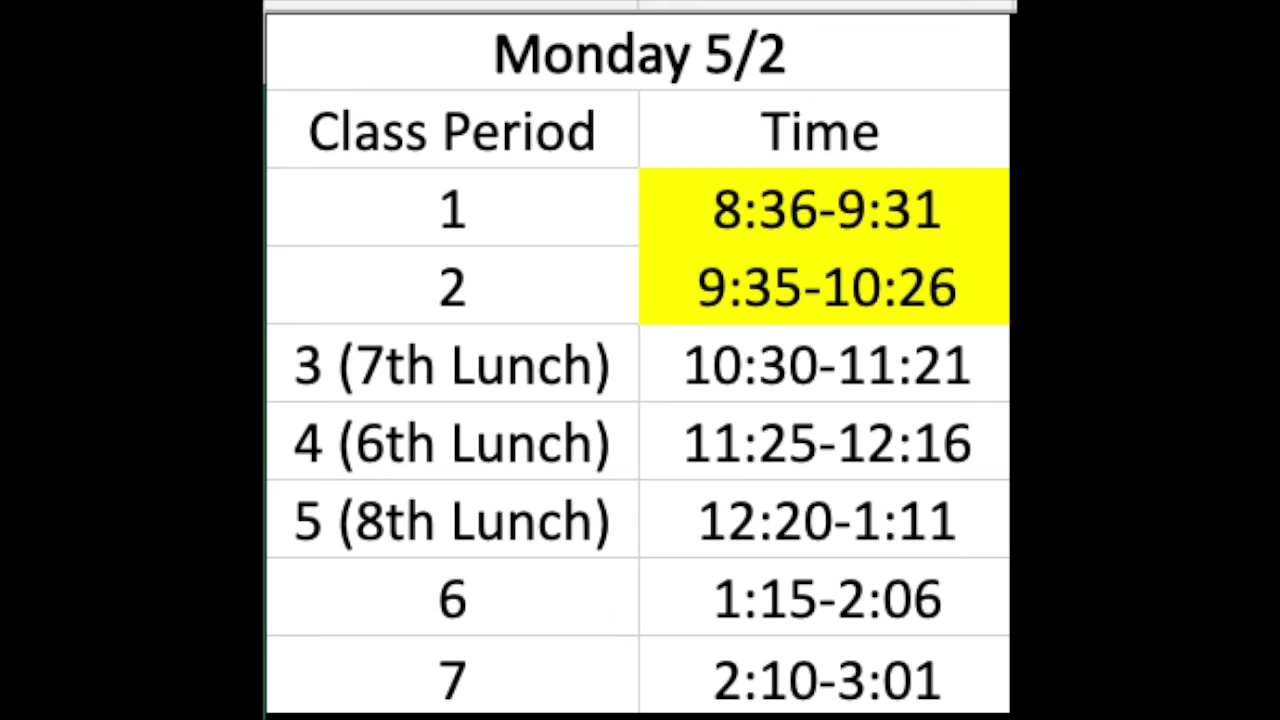 Monday 5/2
Class Period Time
1 8:36-9:31
2 9:35-10:26
3 (7th Lunch) 10:30-11:21
4 (6th Lunch) 11:25-12:16
5 (8th Lunch) 12:20-1:11
6 1:15-2:06
7 2:10-3:01